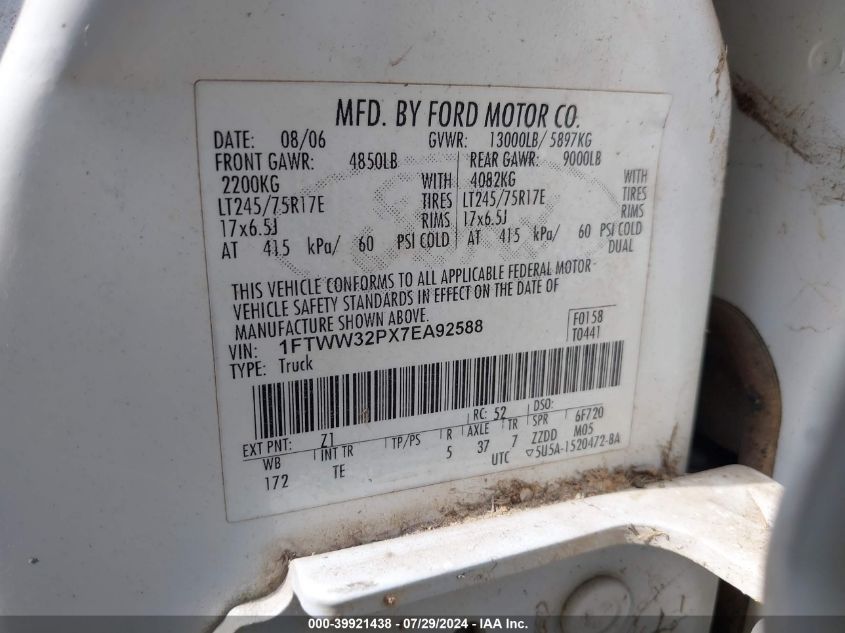 MFD. BY FORD MOTOR CO.
DATE: 08/06 GVWR: 13000LB/ 5897KG
FRONT GAWR: 4850LB REAR GAWR: 9000LB
2200KG WITH 4082KG WITH
LT245/75R17E TIRES LT245/75R17E TIRES
17x6.5J RIMS 17x6.5J RIMS
AT 415 kPa/ 60 PSI COLD AT 415 kPa/ 60 PSI COLD
DUAL
THIS VEHICLE CONFORMS TO ALL APPLICABLE FEDERAL MOTOR
VEHICLE SAFETY STANDARDS IN EFFECT ON THE DATE OF
MANUFACTURE SHOWN ABOVE.
VIN: 1FTWW32PX7EA92588 F0158
TYPE: Truck T0441
EXT PNT: Z1 RC: 52 DSO:
WB INT TR TP/PS R AXLE TR SPR 6F720
172 TE 5 37 7 ZZDD M05
UTC ▽5U5A-1520472-8A
000-39921438 - 07/29/2024 - IAA Inc.